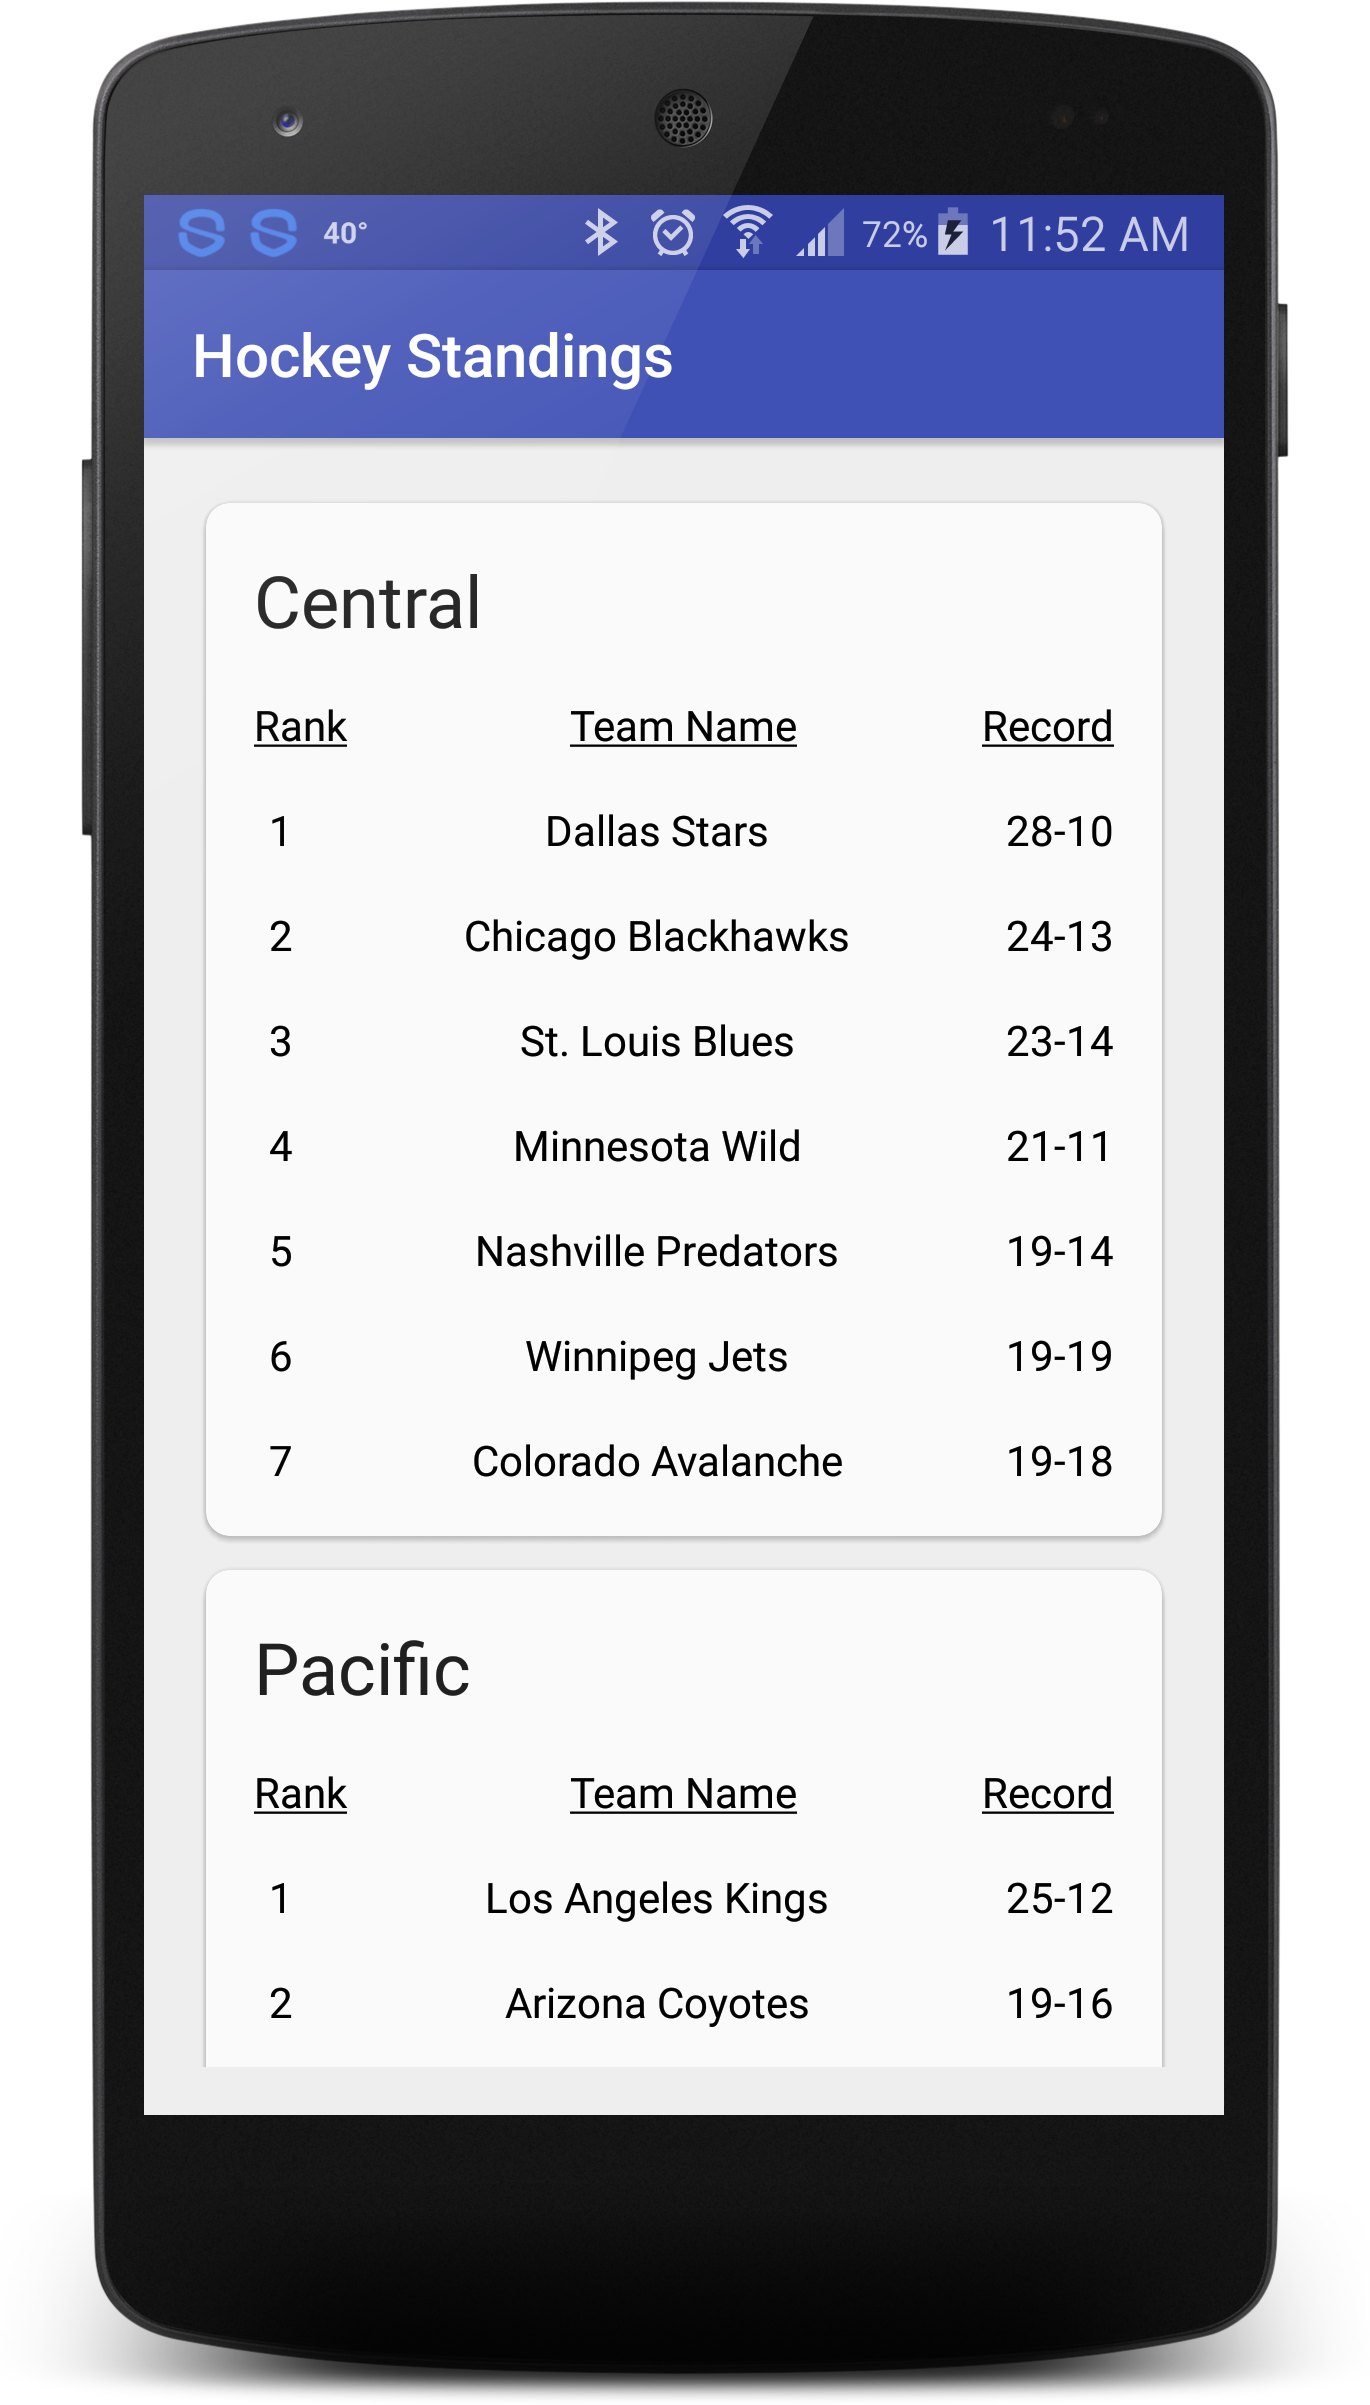 40° 72% 11:52 AM
Hockey Standings
Central
Rank Team Name Record
1 Dallas Stars 28-10
2 Chicago Blackhawks 24-13
3 St. Louis Blues 23-14
4 Minnesota Wild 21-11
5 Nashville Predators 19-14
6 Winnipeg Jets 19-19
7 Colorado Avalanche 19-18
Pacific
Rank Team Name Record
1 Los Angeles Kings 25-12
2 Arizona Coyotes 19-16